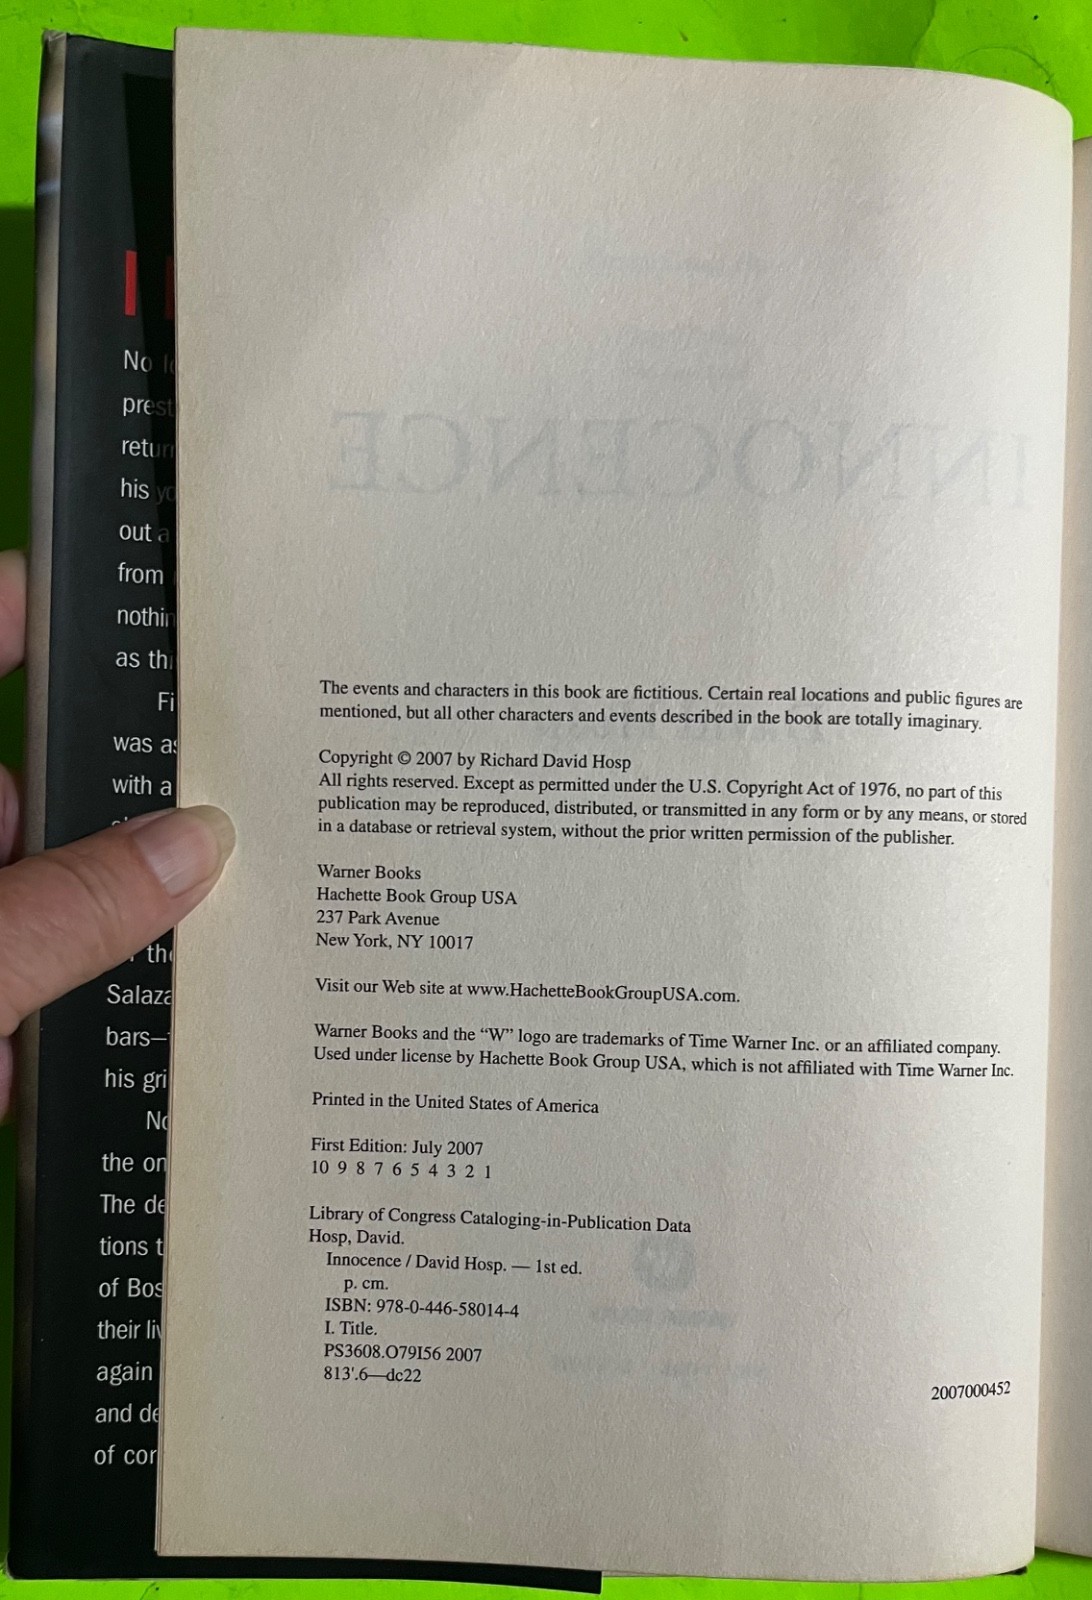 No
prest
return
his yo
out a
from
nothin
as thi
Fi
was as
with a
the
Salaza
bars—
his gri
No
the on
The de
tions t
of Bos
their liv
again
and de
of cor
INNOCENCE
The events and characters in this book are fictitious. Certain real locations and public figures are
mentioned, but all other characters and events described in the book are totally imaginary.
Copyright © 2007 by Richard David Hosp
All rights reserved. Except as permitted under the U.S. Copyright Act of 1976, no part of this
publication may be reproduced, distributed, or transmitted in any form or by any means, or stored
in a database or retrieval system, without the prior written permission of the publisher.
Warner Books
Hachette Book Group USA
237 Park Avenue
New York, NY 10017
Visit our Web site at www.HachetteBookGroupUSA.com.
Warner Books and the “W” logo are trademarks of Time Warner Inc. or an affiliated company.
Used under license by Hachette Book Group USA, which is not affiliated with Time Warner Inc.
Printed in the United States of America
First Edition: July 2007
10 9 8 7 6 5 4 3 2 1
Library of Congress Cataloging-in-Publication Data
Hosp, David.
Innocence / David Hosp. — 1st ed.
p. cm.
ISBN: 978-0-446-58014-4
I. Title.
PS3608.O79I56 2007
813'.6—dc22
2007000452